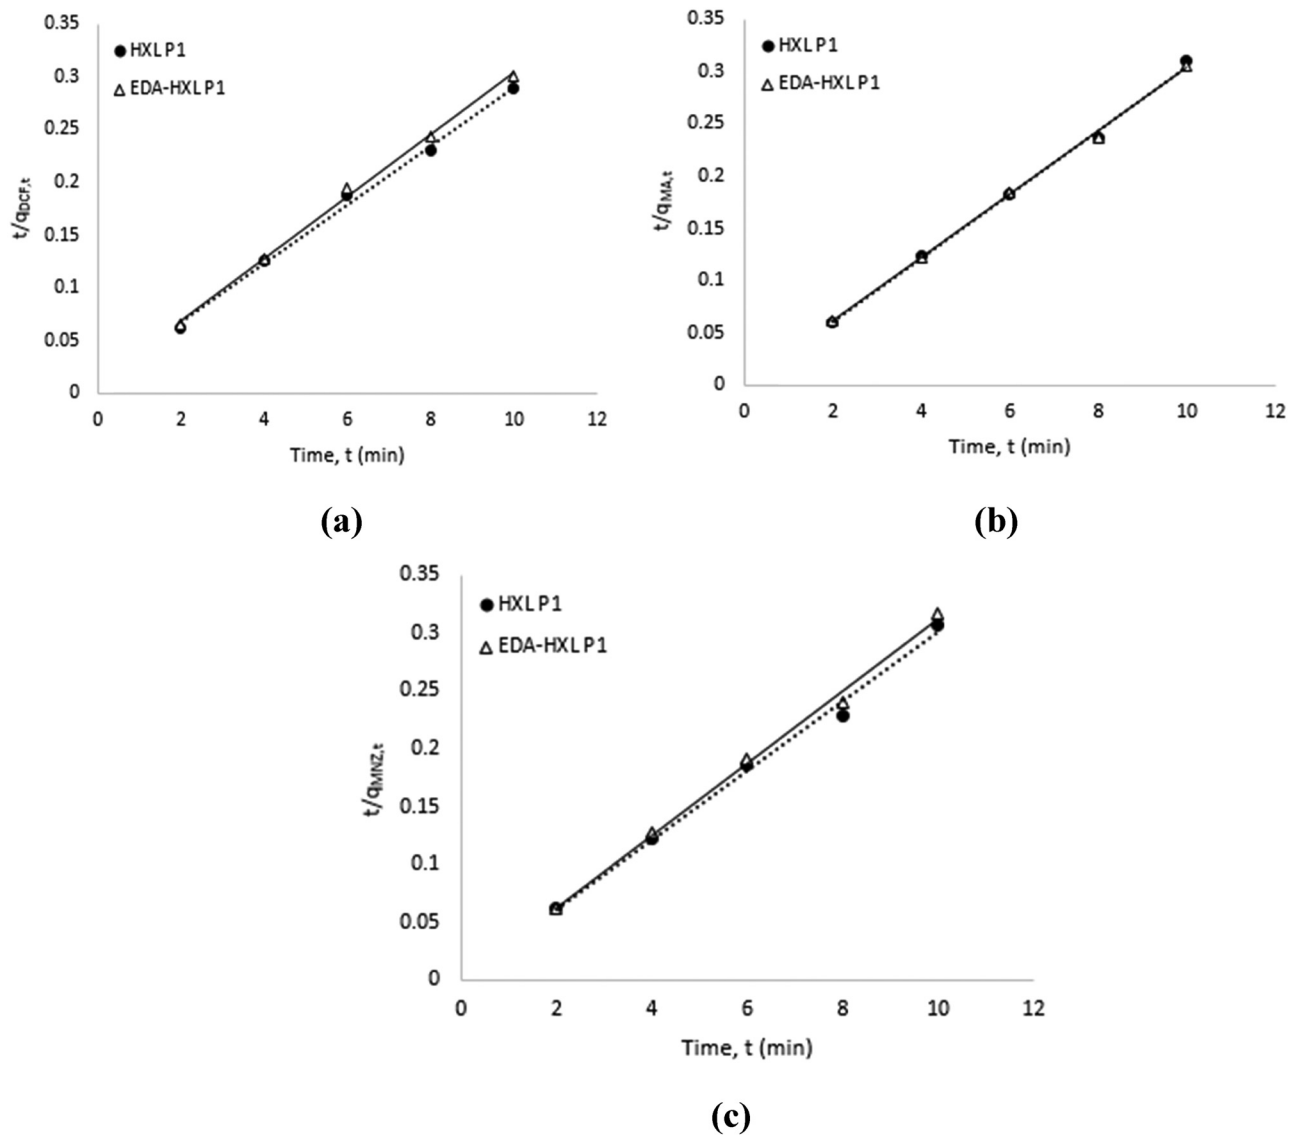 0.35
0.3
0.25
0.2
0.15
0.1
0.05
0
t/qDCF,t
HXL P1
EDA-HXL P1
0 2 4 6 8 10 12
Time, t (min)
(a)
0.35
0.3
0.25
0.2
0.15
0.1
0.05
0
t/qMA,t
HXL P1
EDA-HXL P1
0 2 4 6 8 10 12
Time, t (min)
(b)
0.35
0.3
0.25
0.2
0.15
0.1
0.05
0
t/qMNZ,t
HXL P1
EDA-HXL P1
0 2 4 6 8 10 12
Time, t (min)
(c)